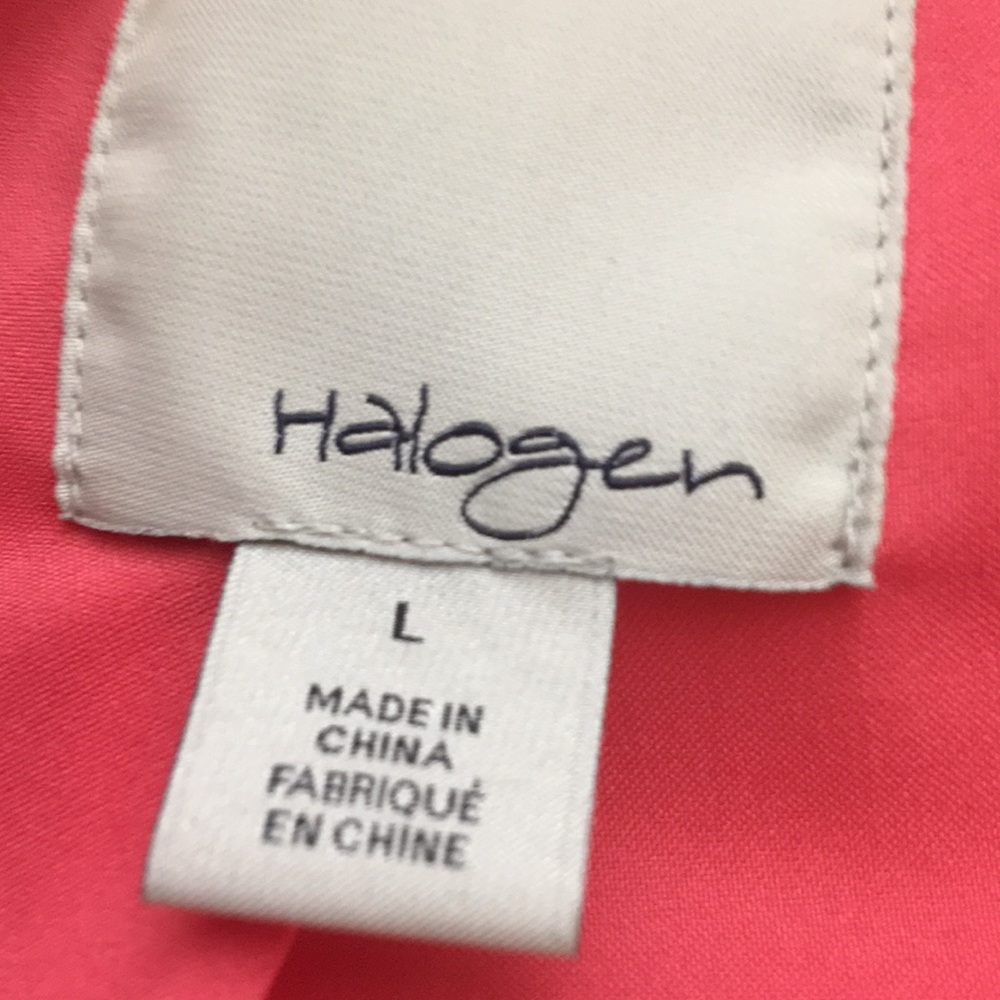 Halogen
L
MADE IN
CHINA
FABRIQUÉ
EN CHINE